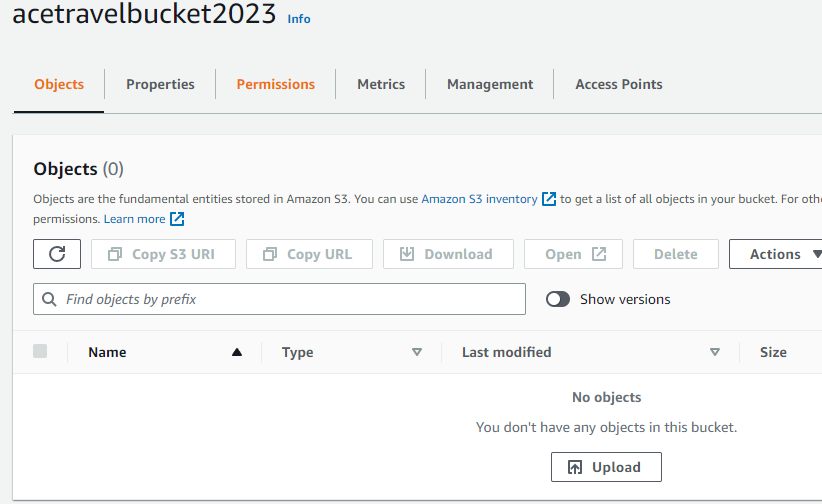 acetravelbucket2023 Info
Objects Properties Permissions Metrics Management Access Points
Objects (0)
Objects are the fundamental entities stored in Amazon S3. You can use Amazon S3 inventory to get a list of all objects in your bucket. For
permissions. Learn more
Copy S3 URI Copy URL Download Open Delete Actions
Find objects by prefix Show versions
Name Type Last modified Size
No objects
You don't have any objects in this bucket.
Upload